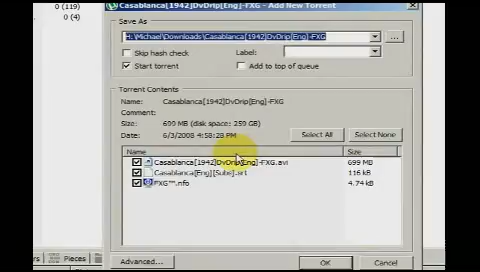 0 (119)
0 (8)
Casablanca[1942]DvDrip[Eng]-FXG - Add New Torrent
Save As
H:\Michael\Downloads\Casablanca[1942]DvDrip[Eng]-FXG
...
Skip hash check
Label:
Start torrent
Add to top of queue
Torrent Contents
Name: Casablanca[1942]DvDrip[Eng]-FXG
Comment:
Size: 699 MB (disk space: 259 GB)
Date: 6/3/2008 4:58:28 PM
Select All
Select None
Name Size
Casablanca[1942]DvDrip[Eng]-FXG.avi 699 MB
Casablanca[Eng][Subs].srt 116 kB
FXG™.nfo 4.74 kB
Pieces
Advanced...
OK
Cancel